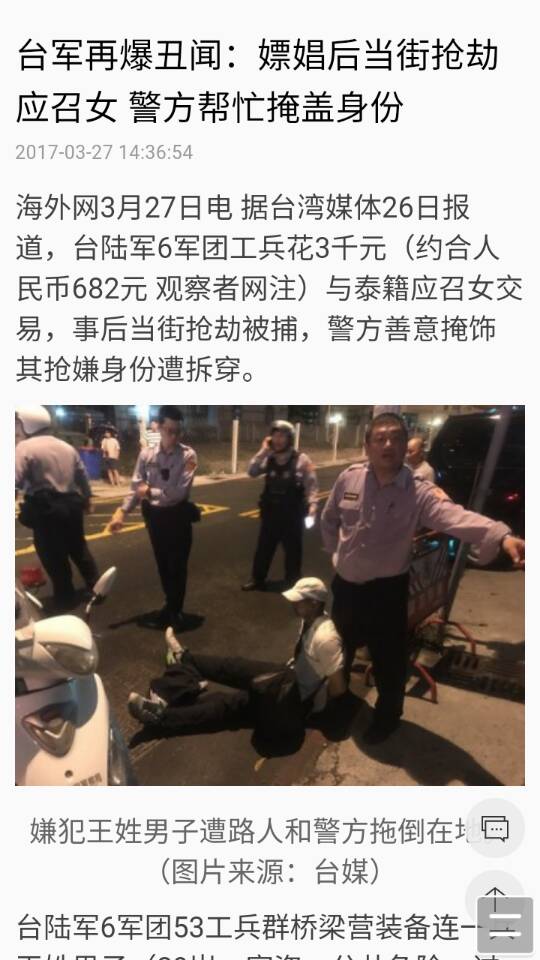 台军再爆丑闻：嫖娼后当街抢劫
应召女 警方帮忙掩盖身份
2017-03-27 14:36:54
海外网3月27日电 据台湾媒体26日报
道，台陆军6军团工兵花3千元（约合人
民币682元 观察者网注）与泰籍应召女交
易，事后当街抢劫被捕，警方善意掩饰
其抢嫌身份遭拆穿。
嫌犯王姓男子遭路人和警方拖倒在地
（图片来源：台媒）
台陆军6军团53工兵群桥梁营装备连一